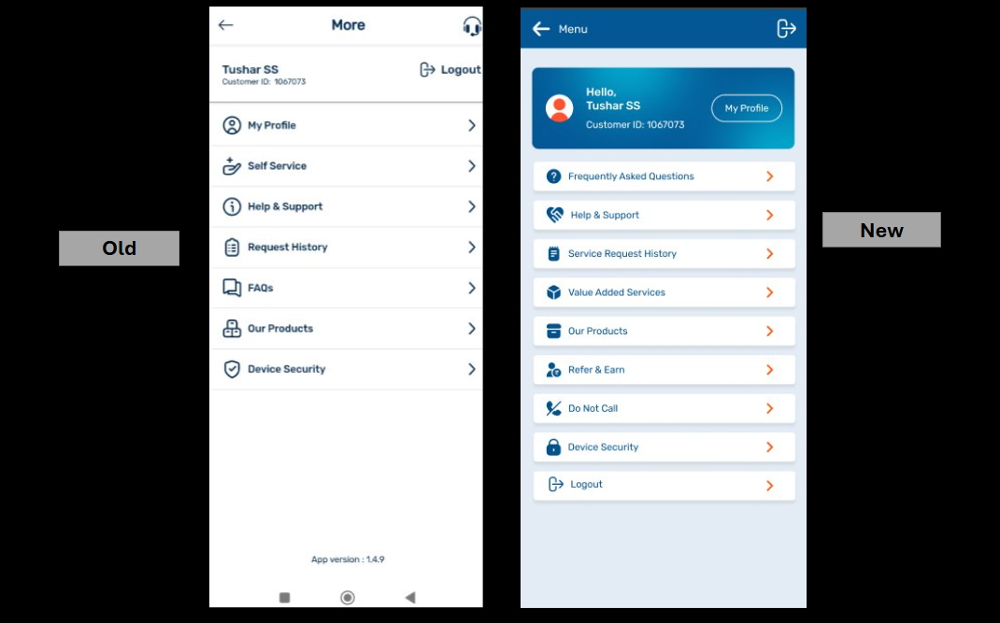 Old
More
Tushar SS
Customer ID: 1067073
Logout
My Profile
Self Service
Help & Support
Request History
FAQs
Our Products
Device Security
App version : 1.4.9
Menu
Hello,
Tushar SS
Customer ID: 1067073
My Profile
Frequently Asked Questions
Help & Support
Service Request History
Value Added Services
Our Products
Refer & Earn
Do Not Call
Device Security
Logout
New